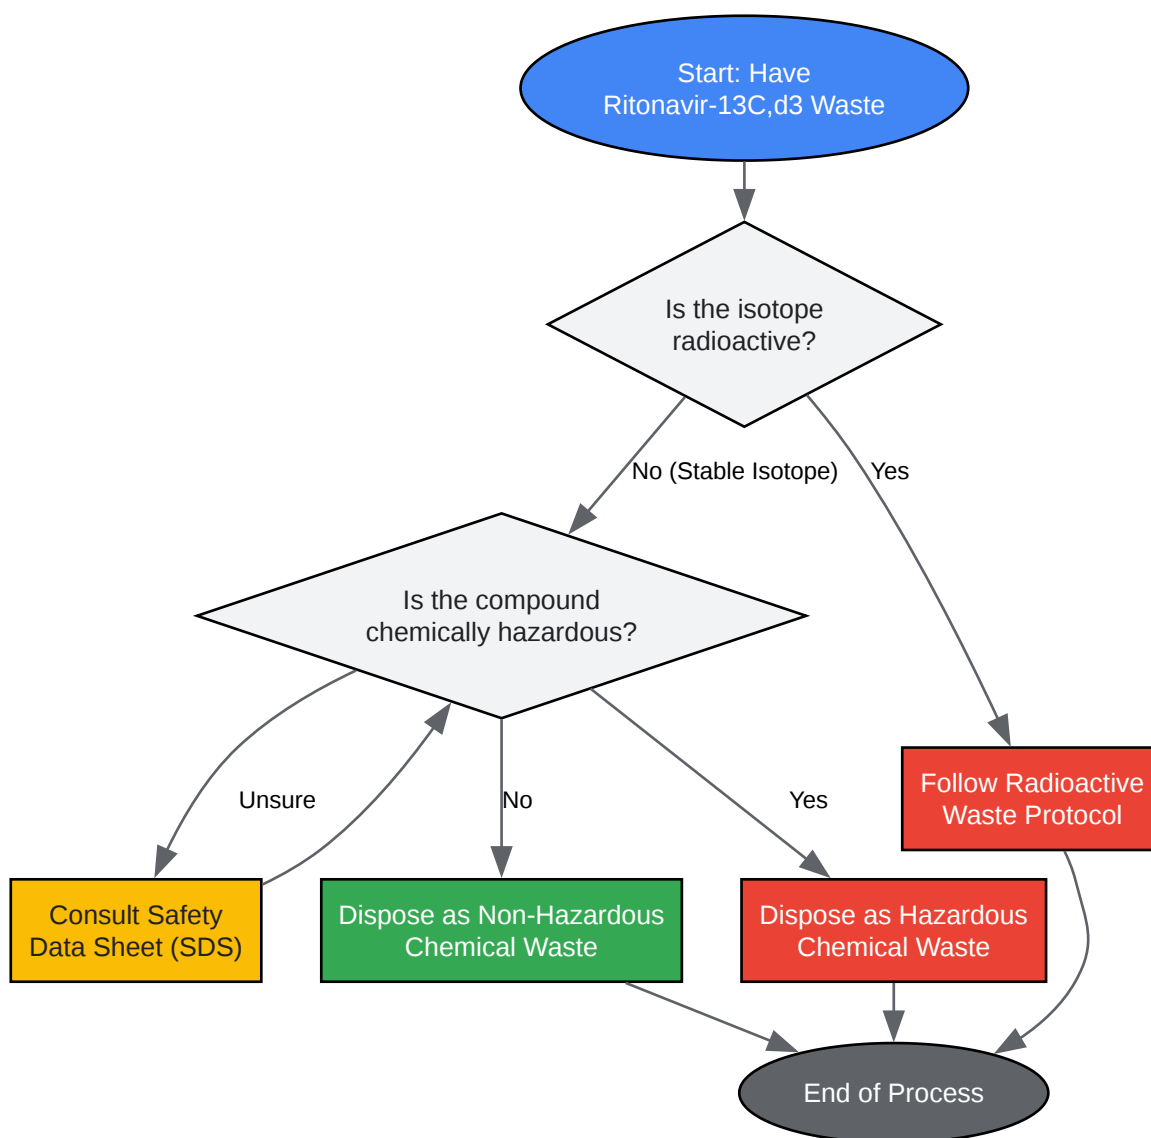 Start: Have
Ritonavir-13C,d3 Waste
Is the isotope
radioactive?
No (Stable Isotope)
Yes
Is the compound
chemically hazardous?
Unsure
No
Yes
Follow Radioactive
Waste Protocol
Consult Safety
Data Sheet (SDS)
Dispose as Non-Hazardous
Chemical Waste
Dispose as Hazardous
Chemical Waste
End of Process